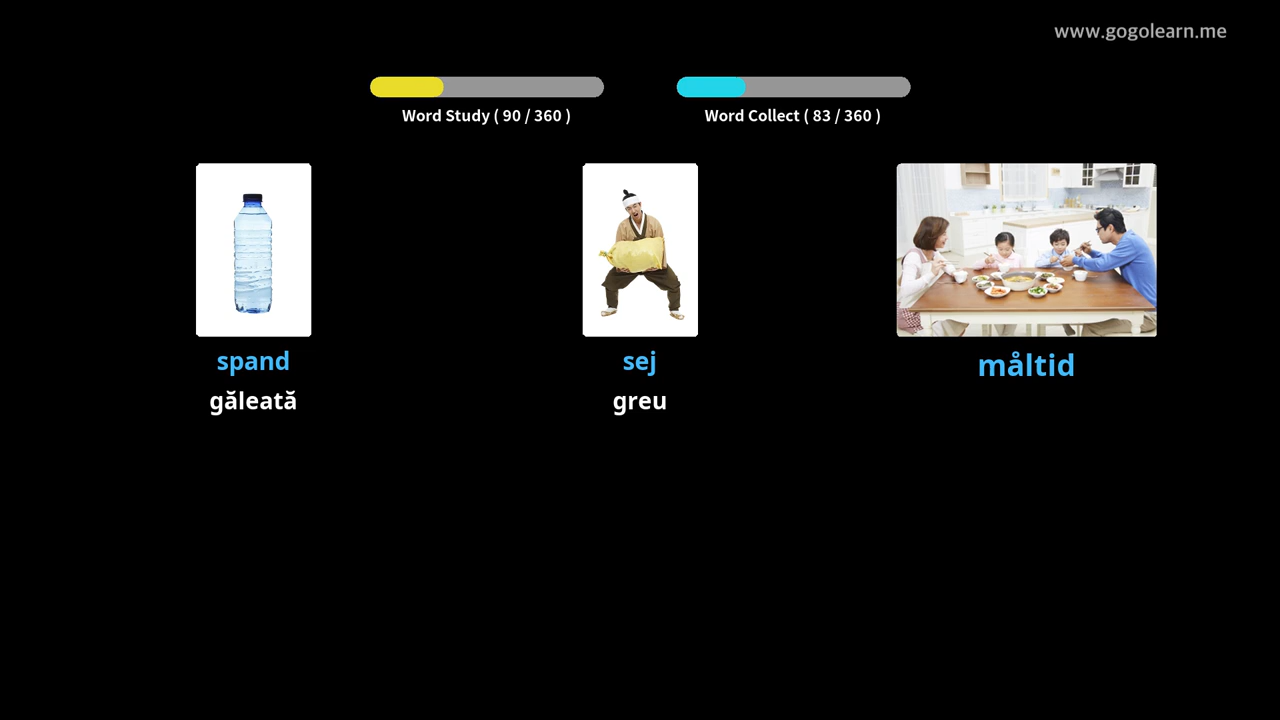 www.gogolearn.me
Word Study ( 90 / 360 )
Word Collect ( 83 / 360 )
spand
găleată
sej
greu
måltid